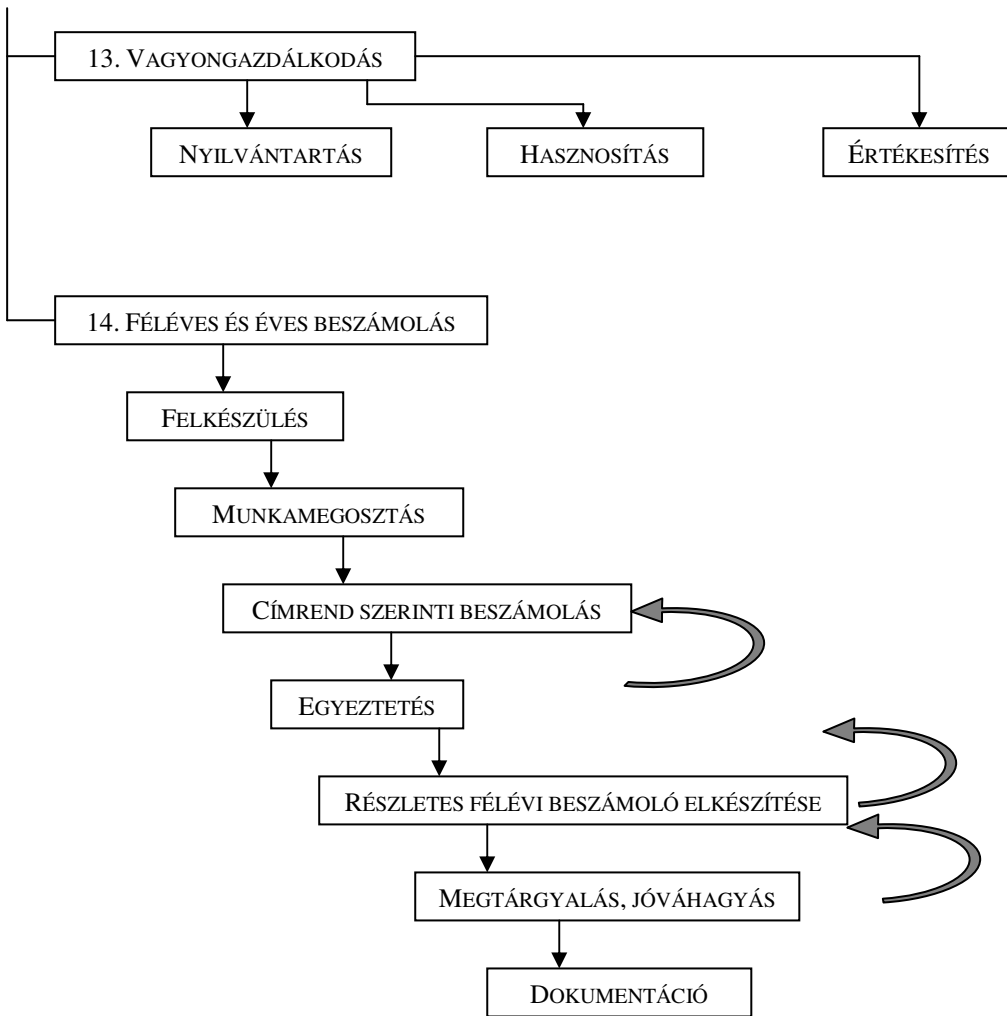 13. VAGYONGAZDÁLKODÁS
NYILVÁNTARTÁS
HASZNOSÍTÁS
ÉRTÉKESÍTÉS
14. FÉLÉVES ÉS ÉVES BESZÁMOLÁS
FELKÉSZÜLÉS
MUNKAMEGOSZTÁS
CÍMREND SZERINTI BESZÁMOLÁS
EGYEZTETÉS
RÉSZLETES FÉLÉVI BESZÁMOLÓ ELKÉSZÍTÉSE
MEGTÁRGYALÁS, JÓVÁHAGYÁS
DOKUMENTÁCIÓ